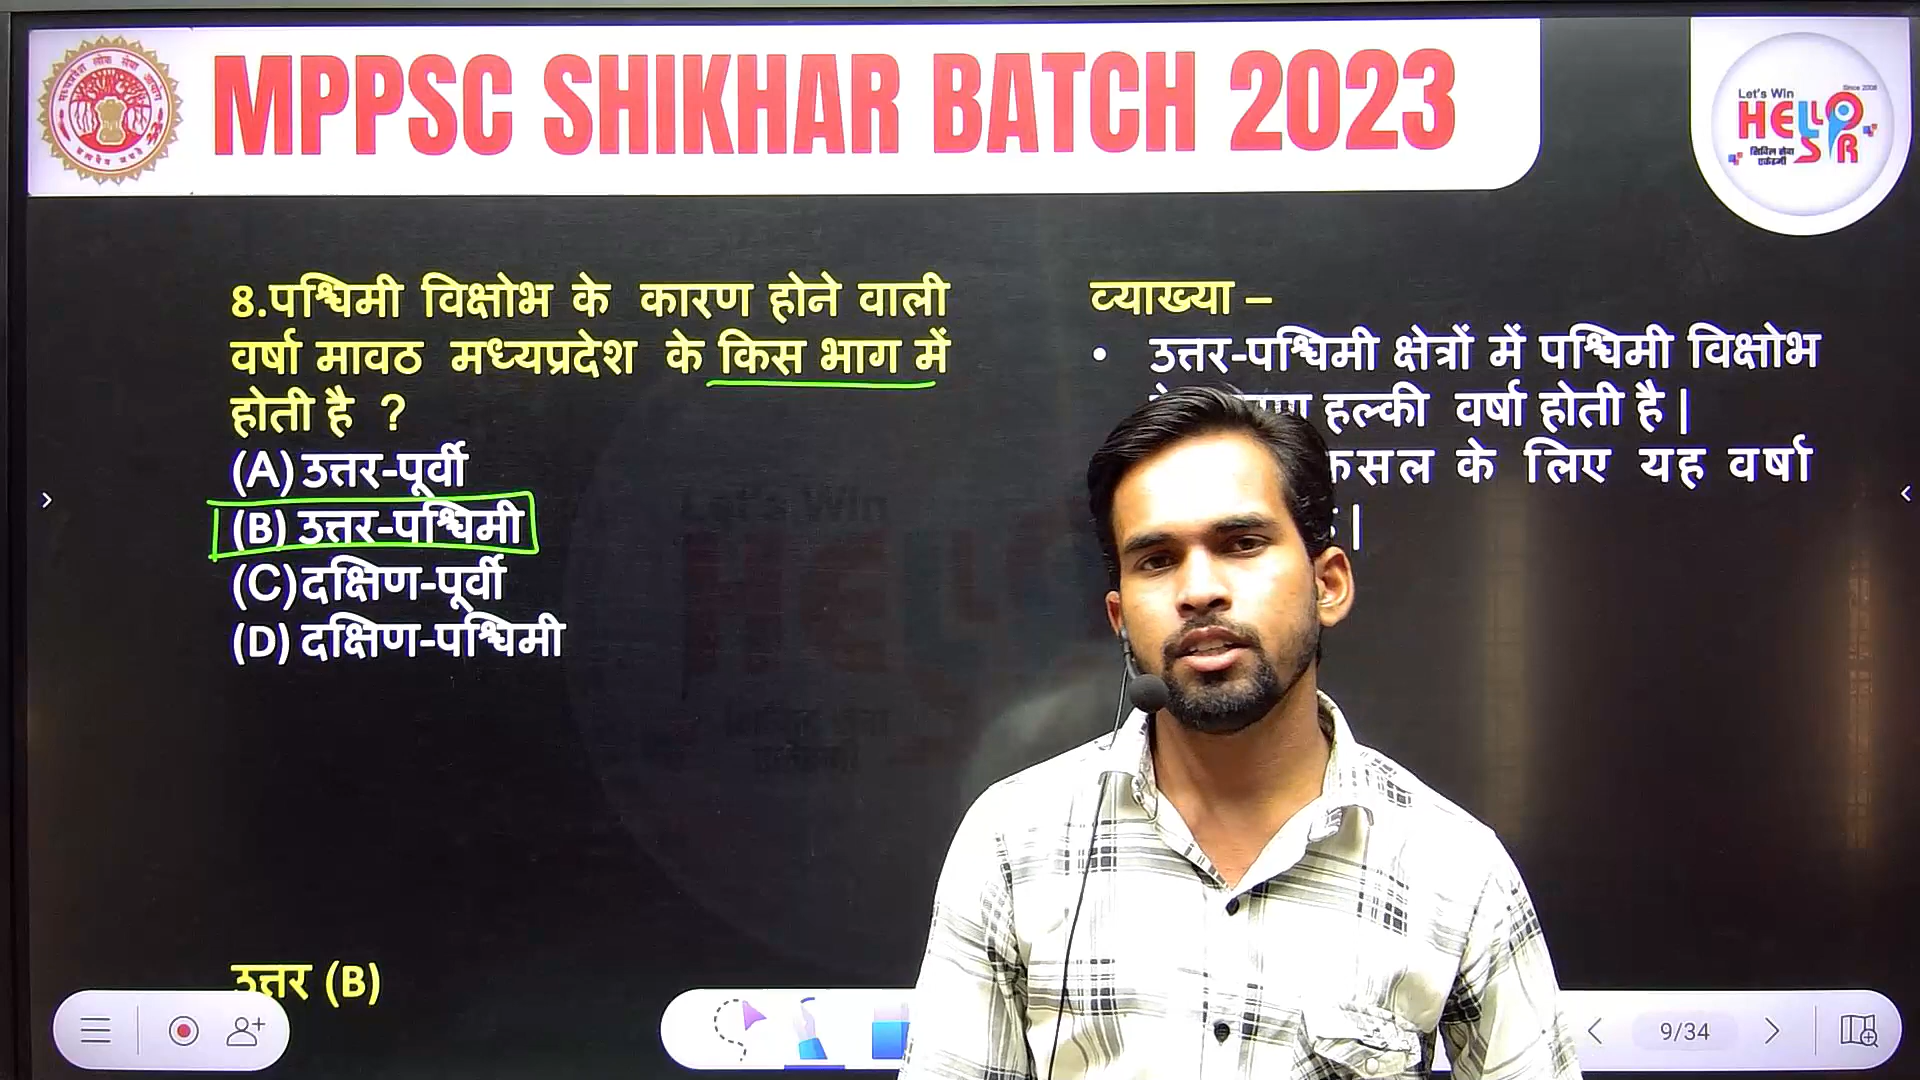 MPPSC SHIKHAR BATCH 2023
Let's Win
Since 2008
HELLO
SIR
सिविल सेवा
एकेडमी
8.पश्चिमी विक्षोभ के कारण होने वाली
वर्षा मावठ मध्यप्रदेश के किस भाग में
होती है ?
(A) उत्तर-पूर्वी
(B) उत्तर-पश्चिमी
(C) दक्षिण-पूर्वी
(D) दक्षिण-पश्चिमी
उत्तर (B)
व्याख्या –
• उत्तर-पश्चिमी क्षेत्रों में पश्चिमी विक्षोभ
हल्की वर्षा होती है |
के लिए यह वर्षा
|
9/34